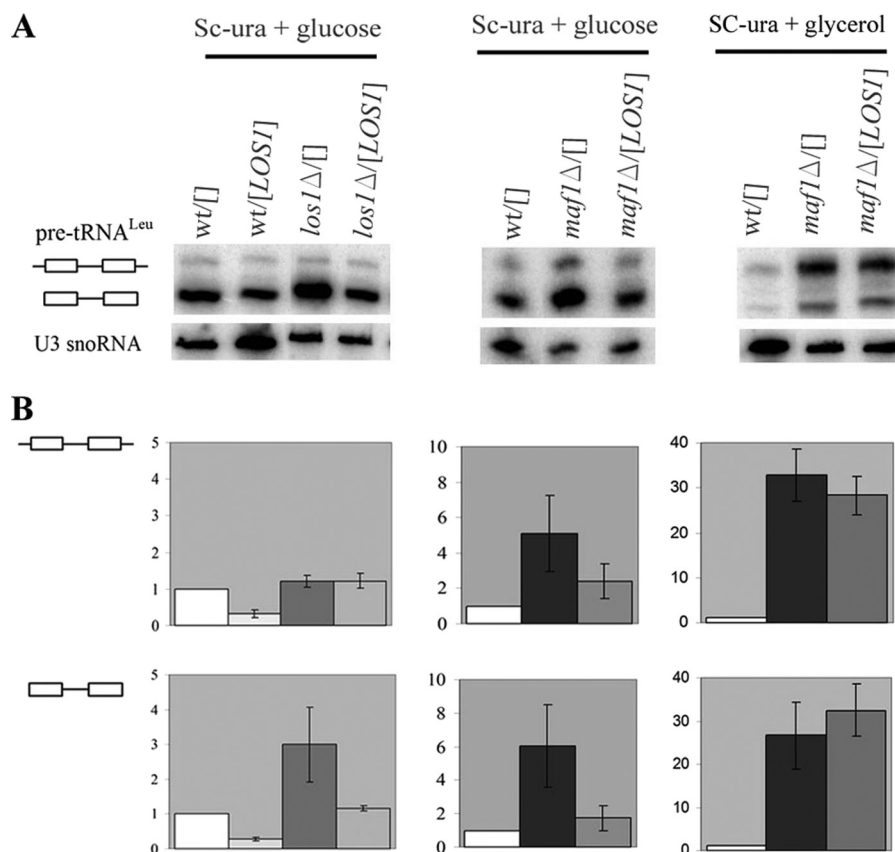 A
Sc-ura + glucose
Sc-ura + glucose
SC-ura + glycerol
wt/[]
wt/[LOS1]
los1Δ/[]
los1Δ/[LOS1]
wt/[]
maf1Δ/[]
maf1Δ/[LOS1]
wt/[]
maf1Δ/[]
maf1Δ/[LOS1]
pre-tRNA^Leu
U3 snoRNA
B
5
4
3
2
1
0
10
8
6
4
2
0
40
30
20
10
0
5
4
3
2
1
0
10
8
6
4
2
0
40
30
20
10
0